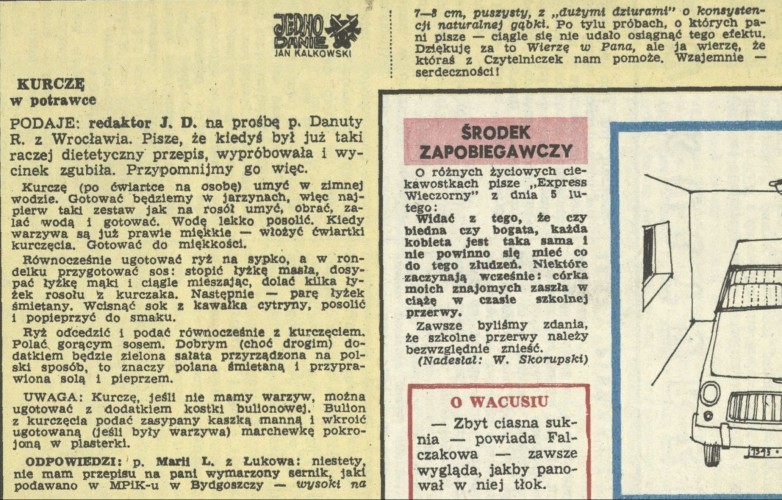 JEDNO
DANIE
JAN KALKOWSKI
KURCZĘ
w potrawce
PODAJE: redaktor J. D. na prośbę p. Danuty
R. z Wrocławia. Pisze, że kiedyś był już taki
raczej dietetyczny przepis, wypróbowała i wy-
cinek zgubiła. Przypomnijmy go więc.
Kurczę (po ćwiartce na osobę) umyć w zimnej
wodzie. Gotować będziemy w jarzynach, więc naj-
pierw taki zestaw jak na rosół umyć, obrać, za-
lać wodą i gotować. Wodę lekko posolić. Kiedy
warzywa są już prawie miękkie — włożyć ćwiartki
kurczęcia. Gotować do miękkości.
Równocześnie ugotować ryż na sypko, a w ron-
delku przygotować sos: stopić łyżkę masła, dosy-
pać łyżkę mąki i ciągle mieszając, dolać kilka ły-
żek rosołu z kurczaka. Następnie — parę łyżek
śmietany. Wcisnąć sok z kawałka cytryny, posolić
i popieprzyć do smaku.
Ryż odcedzić i podać równocześnie z kurczęciem.
Polać gorącym sosem. Dobrym (choć drogim) do-
datkiem będzie zielona sałata przyrządzona na pol-
ski sposób, to znaczy polana śmietaną i przypra-
wiona solą i pieprzem.
UWAGA: Kurczę, jeśli nie mamy warzyw, można
ugotować z dodatkiem kostki bulionowej. Bulion
z kurczęcia podać zasypany kaszką manną i wkroić
ugotowaną (jeśli były warzywa) marchewkę pokro-
joną w plasterki.
ODPOWIEDZI: p. Marii L. z Łukowa: niestety,
nie mam przepisu na pani wymarzony sernik, jaki
podawano w MPiK-u w Bydgoszczy — wysoki na
7—8 cm, puszysty, z „dużymi dziurami” o konsysten-
cji naturalnej gąbki. Po tylu próbach, o których pa-
ni pisze — ciągle się nie udało osiągnąć tego efektu.
Dziękuję za to Wierzę w Pana, ale ja wierzę, że
któraś z Czytelniczek nam pomoże. Wzajemnie —
serdeczności!
ŚRODEK
ZAPOBIEGAWCZY
O różnych życiowych cie-
kawostkach pisze „Express
Wieczorny” z dnia 5 lu-
tego:
Widać z tego, że czy
biedna czy bogata, każda
kobieta jest taka sama i
nie powinno się mieć co
do tego złudzeń. Niektóre
zaczynają wcześnie: córka
moich znajomych zaszła w
ciążę w czasie szkolnej
przerwy.
Zawsze byliśmy zdania,
że szkolne przerwy należy
bezwzględnie znieść.
(Nadesłał: W. Skorupski)
O WACUSIU
— Zbyt ciasna suk-
nia — powiada Fal-
czakowa — zawsze
wygląda, jakby pano-
wał w niej tłok.